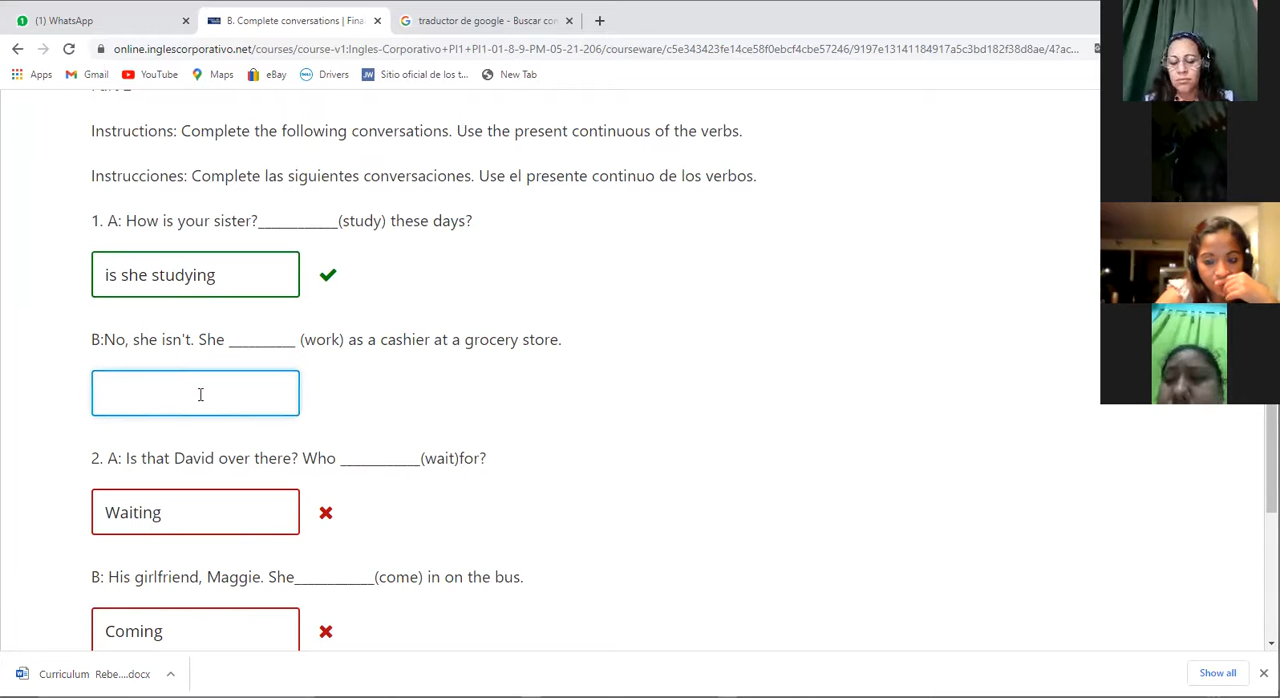 (1) WhatsApp
B. Complete conversations | Fina
traductor de google - Buscar con
online.inglescorporativo.net/courses/course-v1:Ingles-Corporativo+PI1+PI1-01-8-9-PM-05-21-206/courseware/c5e343423fe14ce58f0ebcf4cbe57246/9197e13141184917a5c3bd182f38d8ae/4?ac...
Apps Gmail YouTube Maps eBay Drivers Sitio oficial de los t... New Tab
Instructions: Complete the following conversations. Use the present continuous of the verbs.
Instrucciones: Complete las siguientes conversaciones. Use el presente continuo de los verbos.
1. A: How is your sister?__________(study) these days?
is she studying
B:No, she isn't. She ________ (work) as a cashier at a grocery store.
2. A: Is that David over there? Who __________(wait)for?
Waiting
B: His girlfriend, Maggie. She__________(come) in on the bus.
Coming
Curriculum Rebe....docx
Show all